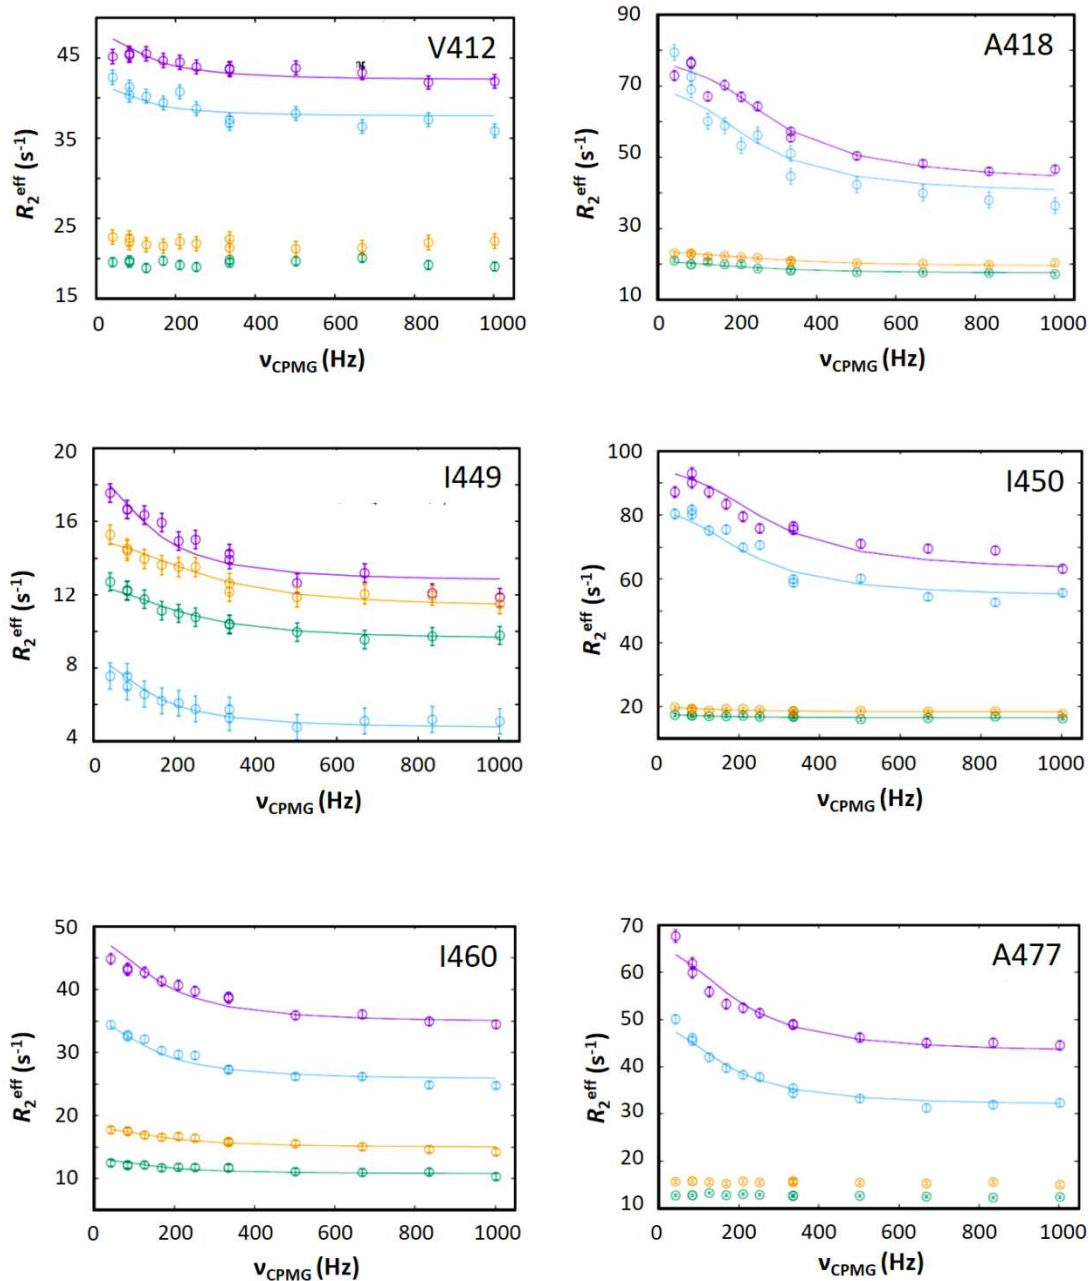 V412
45
35
25
15
R₂ᵉᶠᶠ (s⁻¹)
0 200 400 600 800 1000
νCPMG (Hz)
A418
90
70
50
30
10
R₂ᵉᶠᶠ (s⁻¹)
0 200 400 600 800 1000
νCPMG (Hz)
I449
20
16
12
8
4
R₂ᵉᶠᶠ (s⁻¹)
0 200 400 600 800 1000
νCPMG (Hz)
I450
100
80
60
40
20
R₂ᵉᶠᶠ (s⁻¹)
0 200 400 600 800 1000
νCPMG (Hz)
I460
50
40
30
20
10
R₂ᵉᶠᶠ (s⁻¹)
0 200 400 600 800 1000
νCPMG (Hz)
A477
70
60
50
40
30
20
10
R₂ᵉᶠᶠ (s⁻¹)
0 200 400 600 800 1000
νCPMG (Hz)